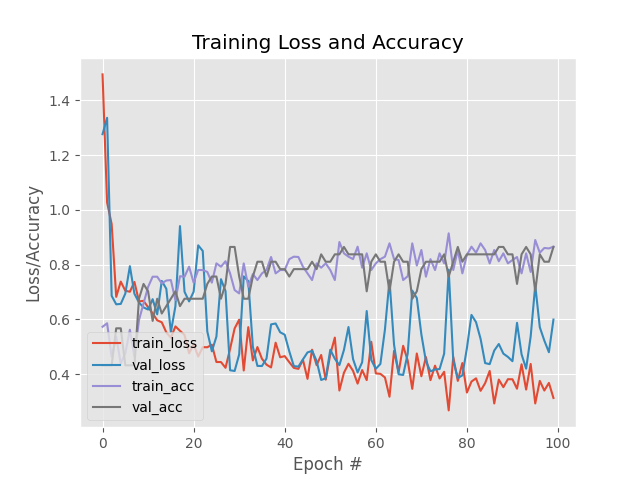 Training Loss and Accuracy
Loss/Accuracy
1.4
1.2
1.0
0.8
0.6
0.4
train_loss
val_loss
train_acc
val_acc
0 20 40 60 80 100
Epoch #